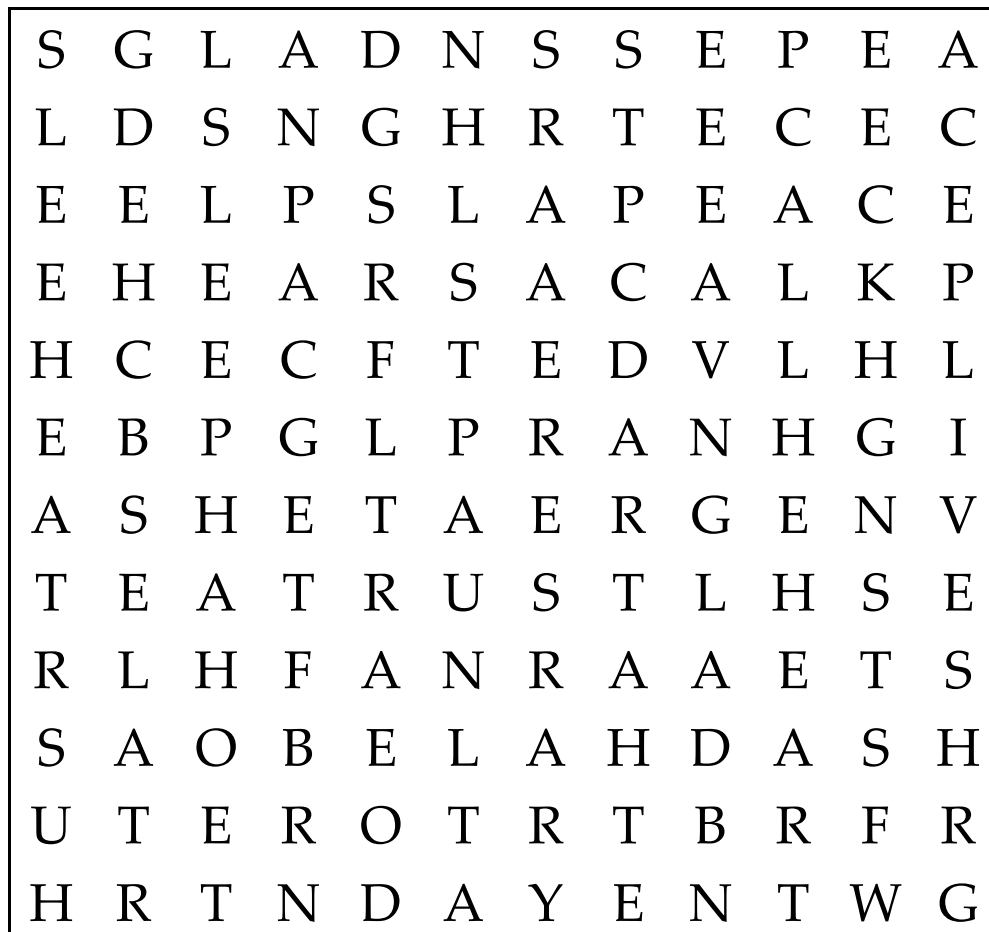 S G L A D N S S E P E A
L D S N G H R T E C E C
E E L P S L A P E A C E
E H E A R S A C A L K P
H C E C F T E D V L H L
E B P G L P R A N H G I
A S H E T A E R G E N V
T E A T R U S T L H S E
R L H F A N R A A E T S
S A O B E L A H D A S H
U T E R O T R T B R F R
H R T N D A Y E N T W G